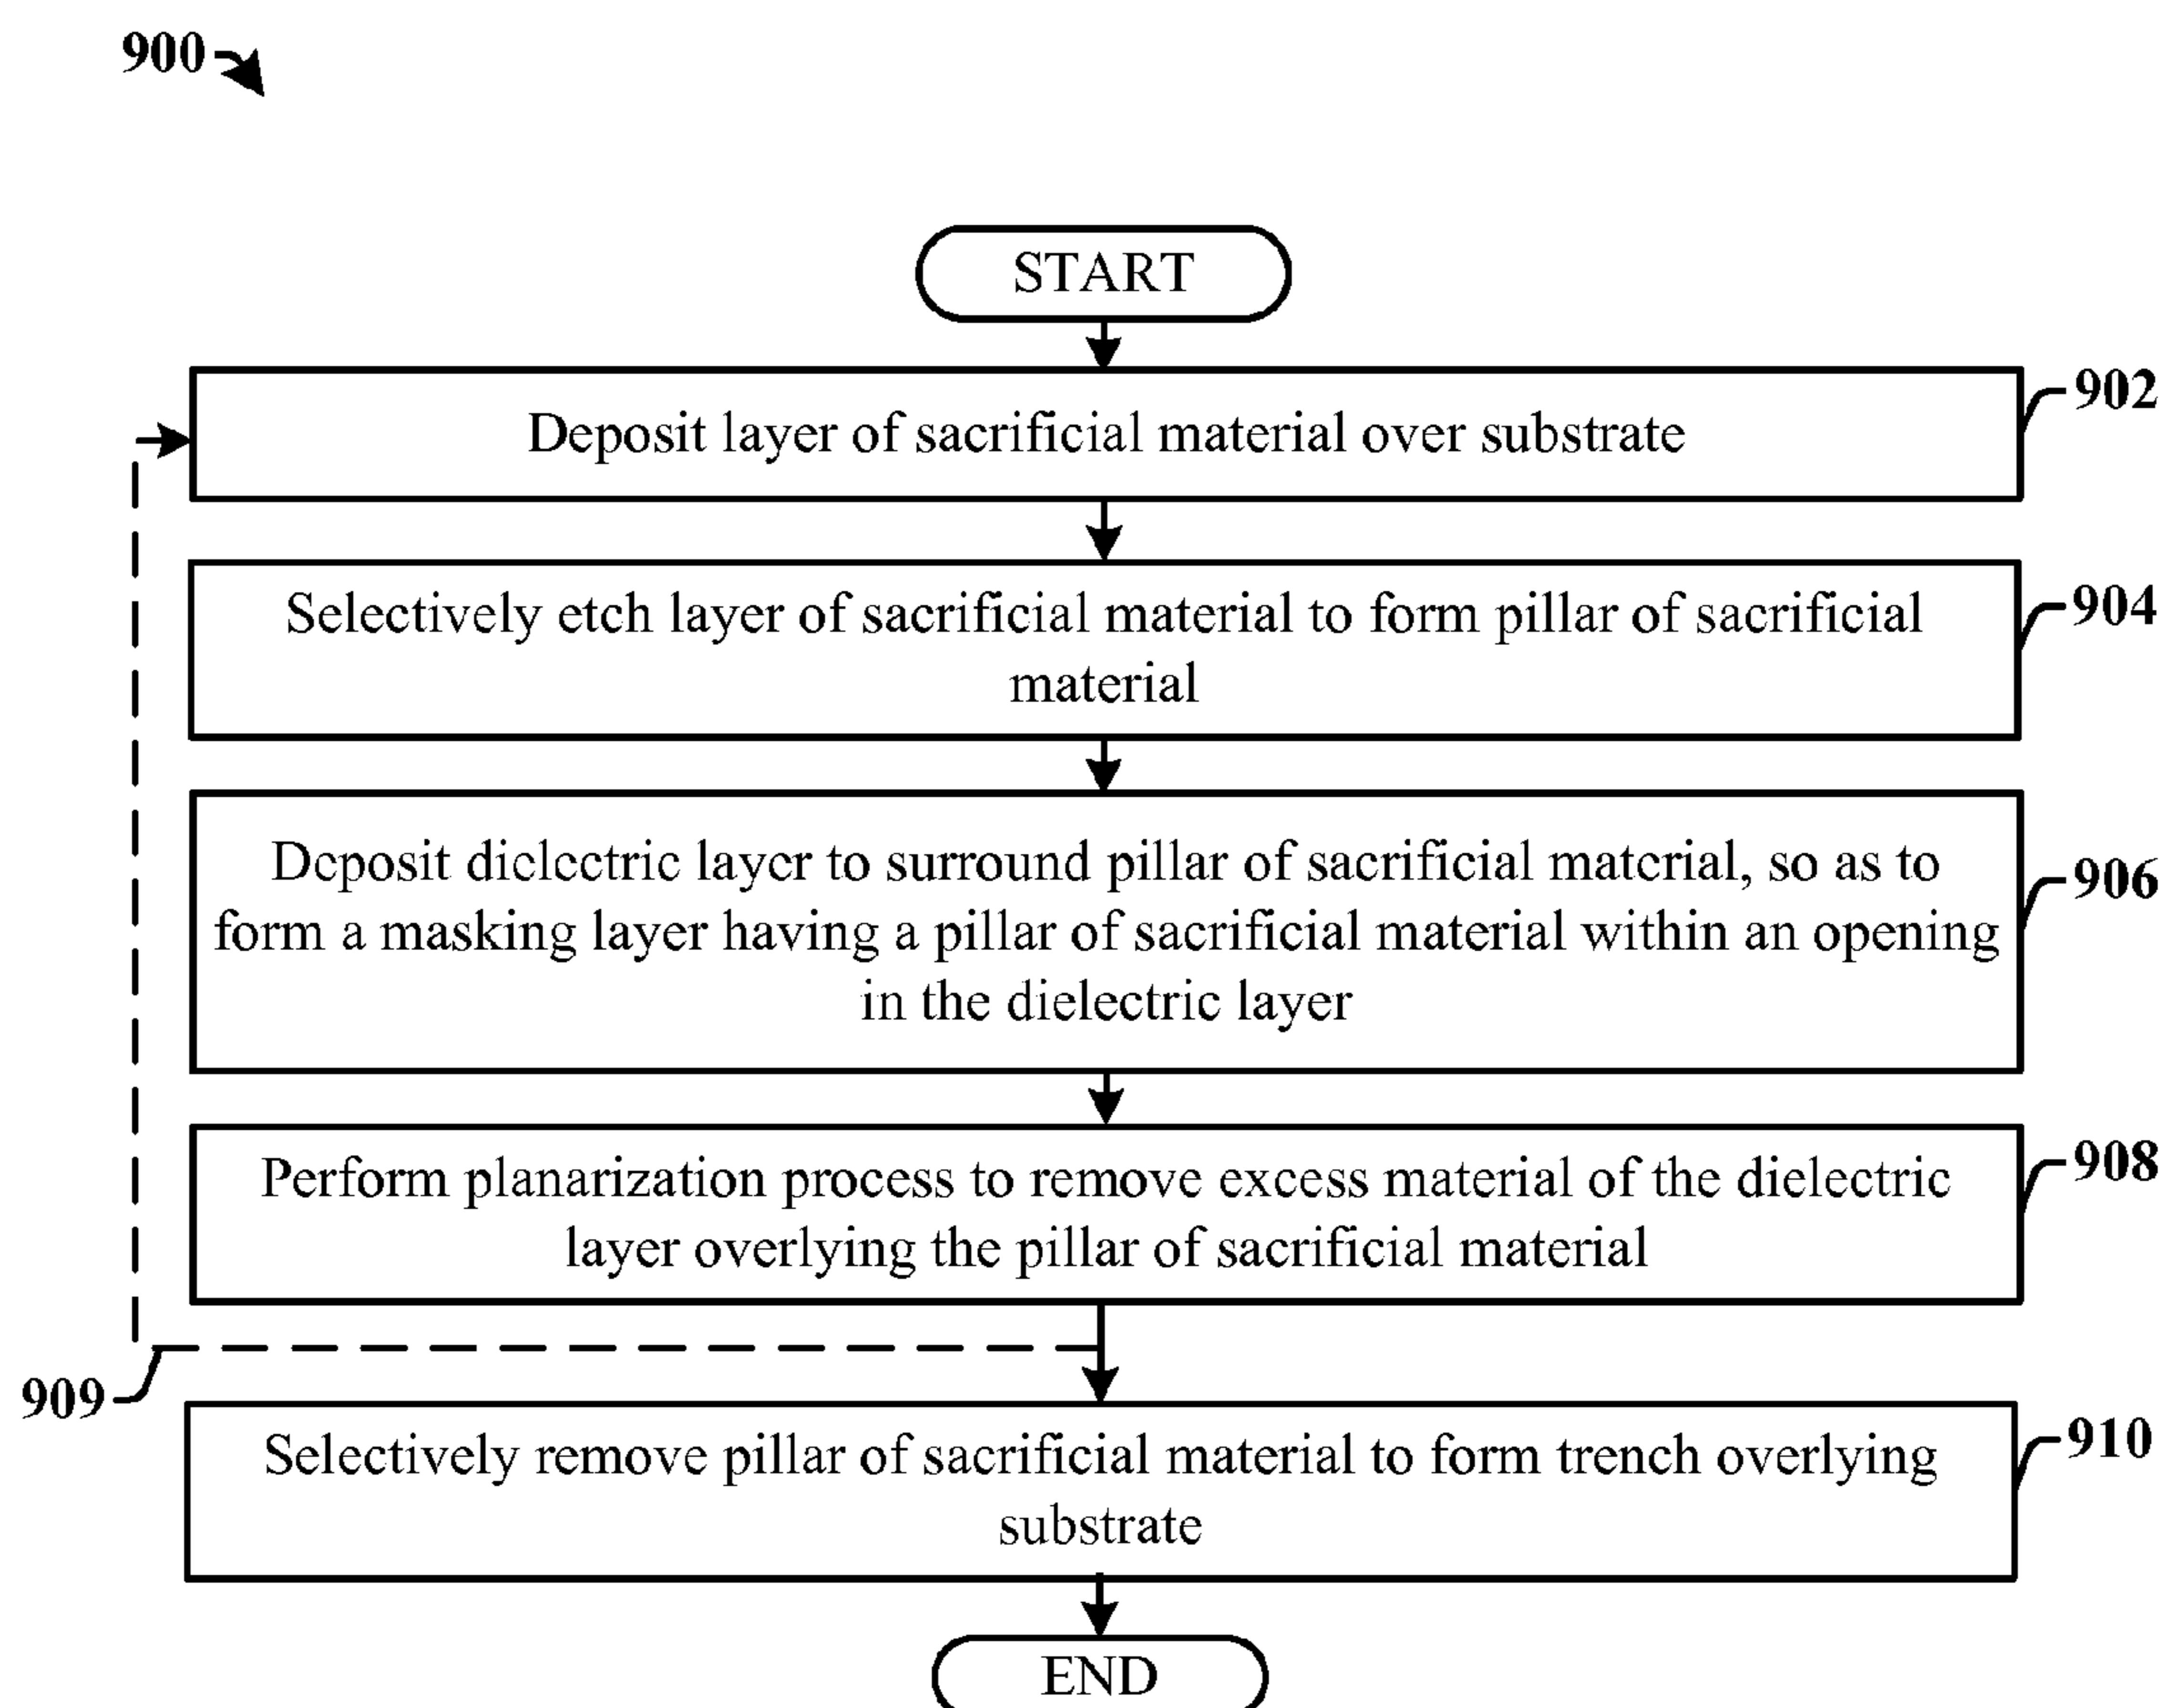 900
START
902
Deposit layer of sacrificial material over substrate
904
Selectively etch layer of sacrificial material to form pillar of sacrificial
material
906
Deposit dielectric layer to surround pillar of sacrificial material, so as to
form a masking layer having a pillar of sacrificial material within an opening
in the dielectric layer
908
Perform planarization process to remove excess material of the dielectric
layer overlying the pillar of sacrificial material
909
910
Selectively remove pillar of sacrificial material to form trench overlying
substrate
END